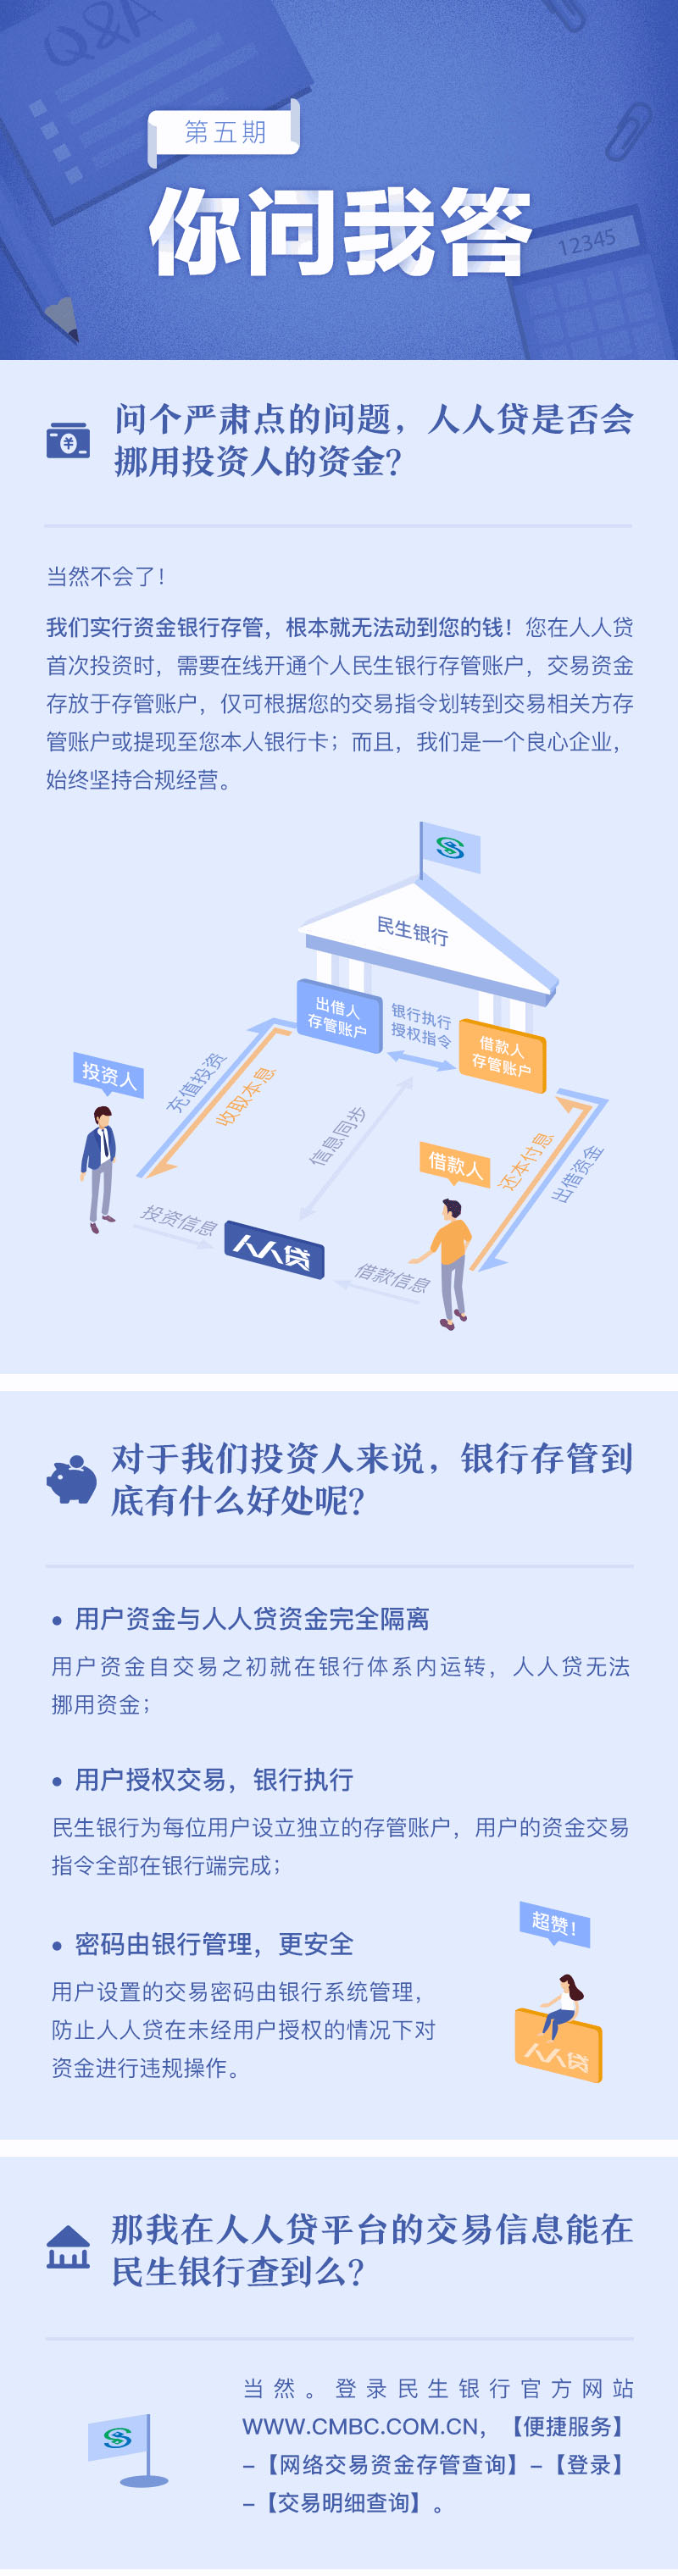 Q&A
第五期
你问我答
12345
问个严肃点的问题，人人贷是否会
挪用投资人的资金？
当然不会了！
我们实行资金银行存管，根本就无法动到您的钱！您在人人贷
首次投资时，需要在线开通个人民生银行存管账户，交易资金
存放于存管账户，仅可根据您的交易指令划转到交易相关方存
管账户或提现至您本人银行卡；而且，我们是一个良心企业，
始终坚持合规经营。
民生银行
出借人
存管账户
银行执行
授权指令
借款人
存管账户
投资人
充值投资
收取本息
信息同步
借款人
还本付息
出借资金
投资信息
人人贷
借款信息
对于我们投资人来说，银行存管到
底有什么好处呢？
• 用户资金与人人贷资金完全隔离
用户资金自交易之初就在银行体系内运转，人人贷无法
挪用资金；
• 用户授权交易，银行执行
民生银行为每位用户设立独立的存管账户，用户的资金交易
指令全部在银行端完成；
• 密码由银行管理，更安全
用户设置的交易密码由银行系统管理，
防止人人贷在未经用户授权的情况下对
资金进行违规操作。
超赞！
人人贷
那我在人人贷平台的交易信息能在
民生银行查到么？
当然。登录民生银行官方网站
WWW.CMBC.COM.CN，【便捷服务】
–【网络交易资金存管查询】–【登录】
–【交易明细查询】。